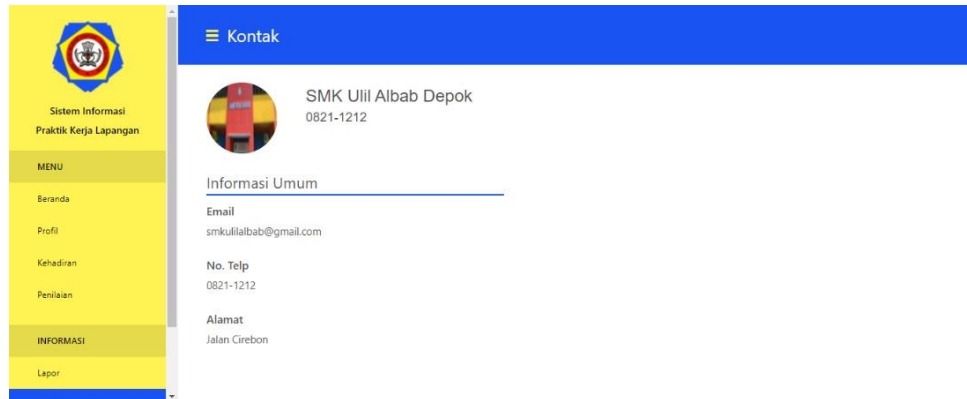 Sistem Informasi
Praktik Kerja Lapangan
MENU
Beranda
Profil
Kehadiran
Penilaian
INFORMASI
Lapor
≡ Kontak
SMK Ulil Albab Depok
0821-1212
Informasi Umum
Email
smkulilalbab@gmail.com
No. Telp
0821-1212
Alamat
Jalan Cirebon